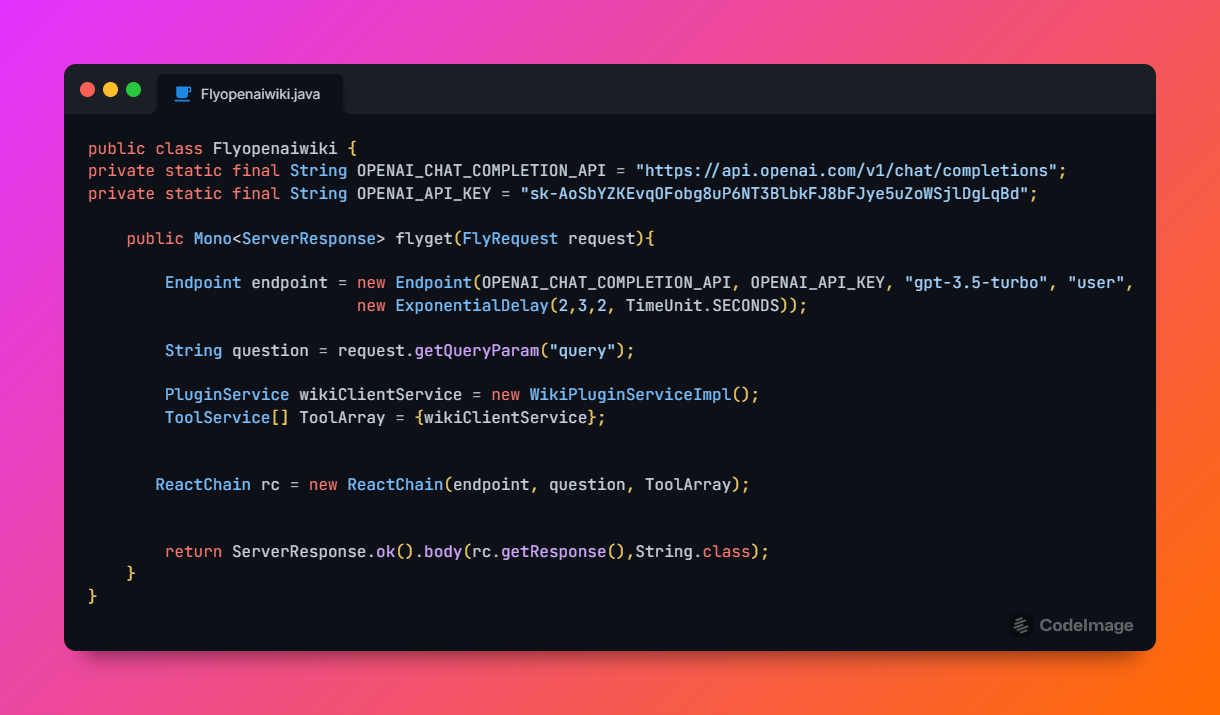 Flyopenaiwiki.java
public class Flyopenaiwiki {
private static final String OPENAI_CHAT_COMPLETION_API = "https://api.openai.com/v1/chat/completions";
private static final String OPENAI_API_KEY = "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";
public Mono<ServerResponse> flyget(FlyRequest request){
Endpoint endpoint = new Endpoint(OPENAI_CHAT_COMPLETION_API, OPENAI_API_KEY, "gpt-3.5-turbo", "user",
new ExponentialDelay(2,3,2, TimeUnit.SECONDS));
String question = request.getQueryParam("query");
PluginService wikiClientService = new WikiPluginServiceImpl();
ToolService[] ToolArray = {wikiClientService};
ReactChain rc = new ReactChain(endpoint, question, ToolArray);
return ServerResponse.ok().body(rc.getResponse(),String.class);
}
}
CodeImage